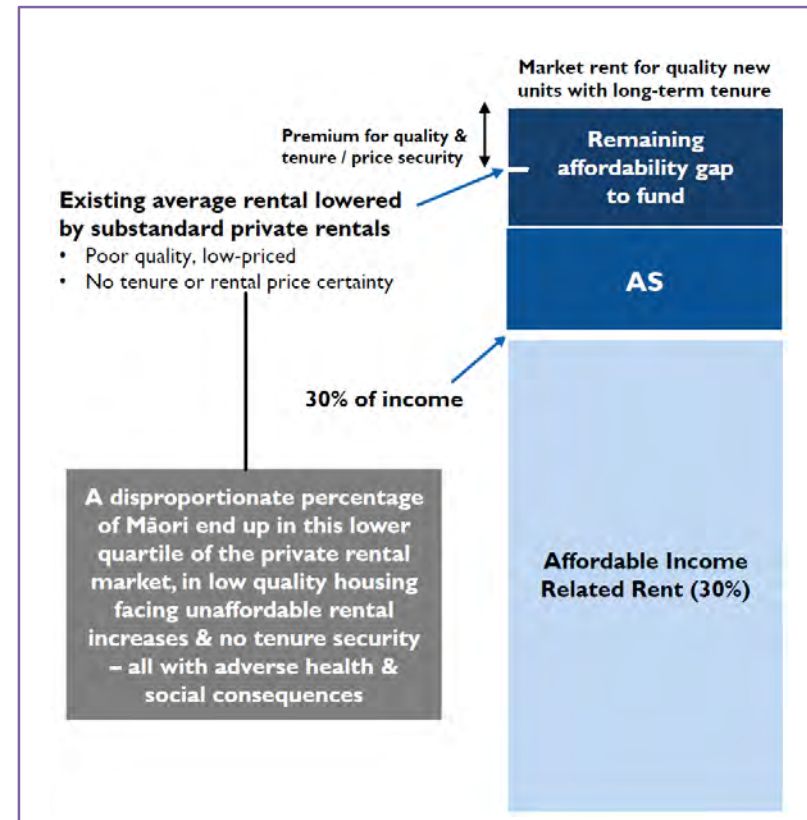 Market rent for quality new
units with long-term tenure
Premium for quality &
tenure / price security
Remaining
affordability gap
to fund
Existing average rental lowered
by substandard private rentals
• Poor quality, low-priced
• No tenure or rental price certainty
AS
30% of income
A disproportionate percentage
of Māori end up in this lower
quartile of the private rental
market, in low quality housing
facing unaffordable rental
increases & no tenure security
– all with adverse health &
social consequences
Affordable Income
Related Rent (30%)